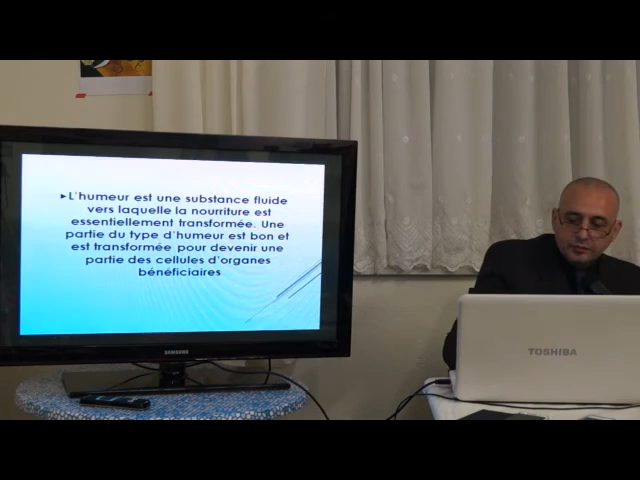 ►L'humeur est une substance fluide
vers laquelle la nourriture est
essentiellement transformée. Une
partie du type d'humeur est bon et
est transformée pour devenir une
partie des cellules d'organes
bénéficiaires
SAMSUNG
TOSHIBA